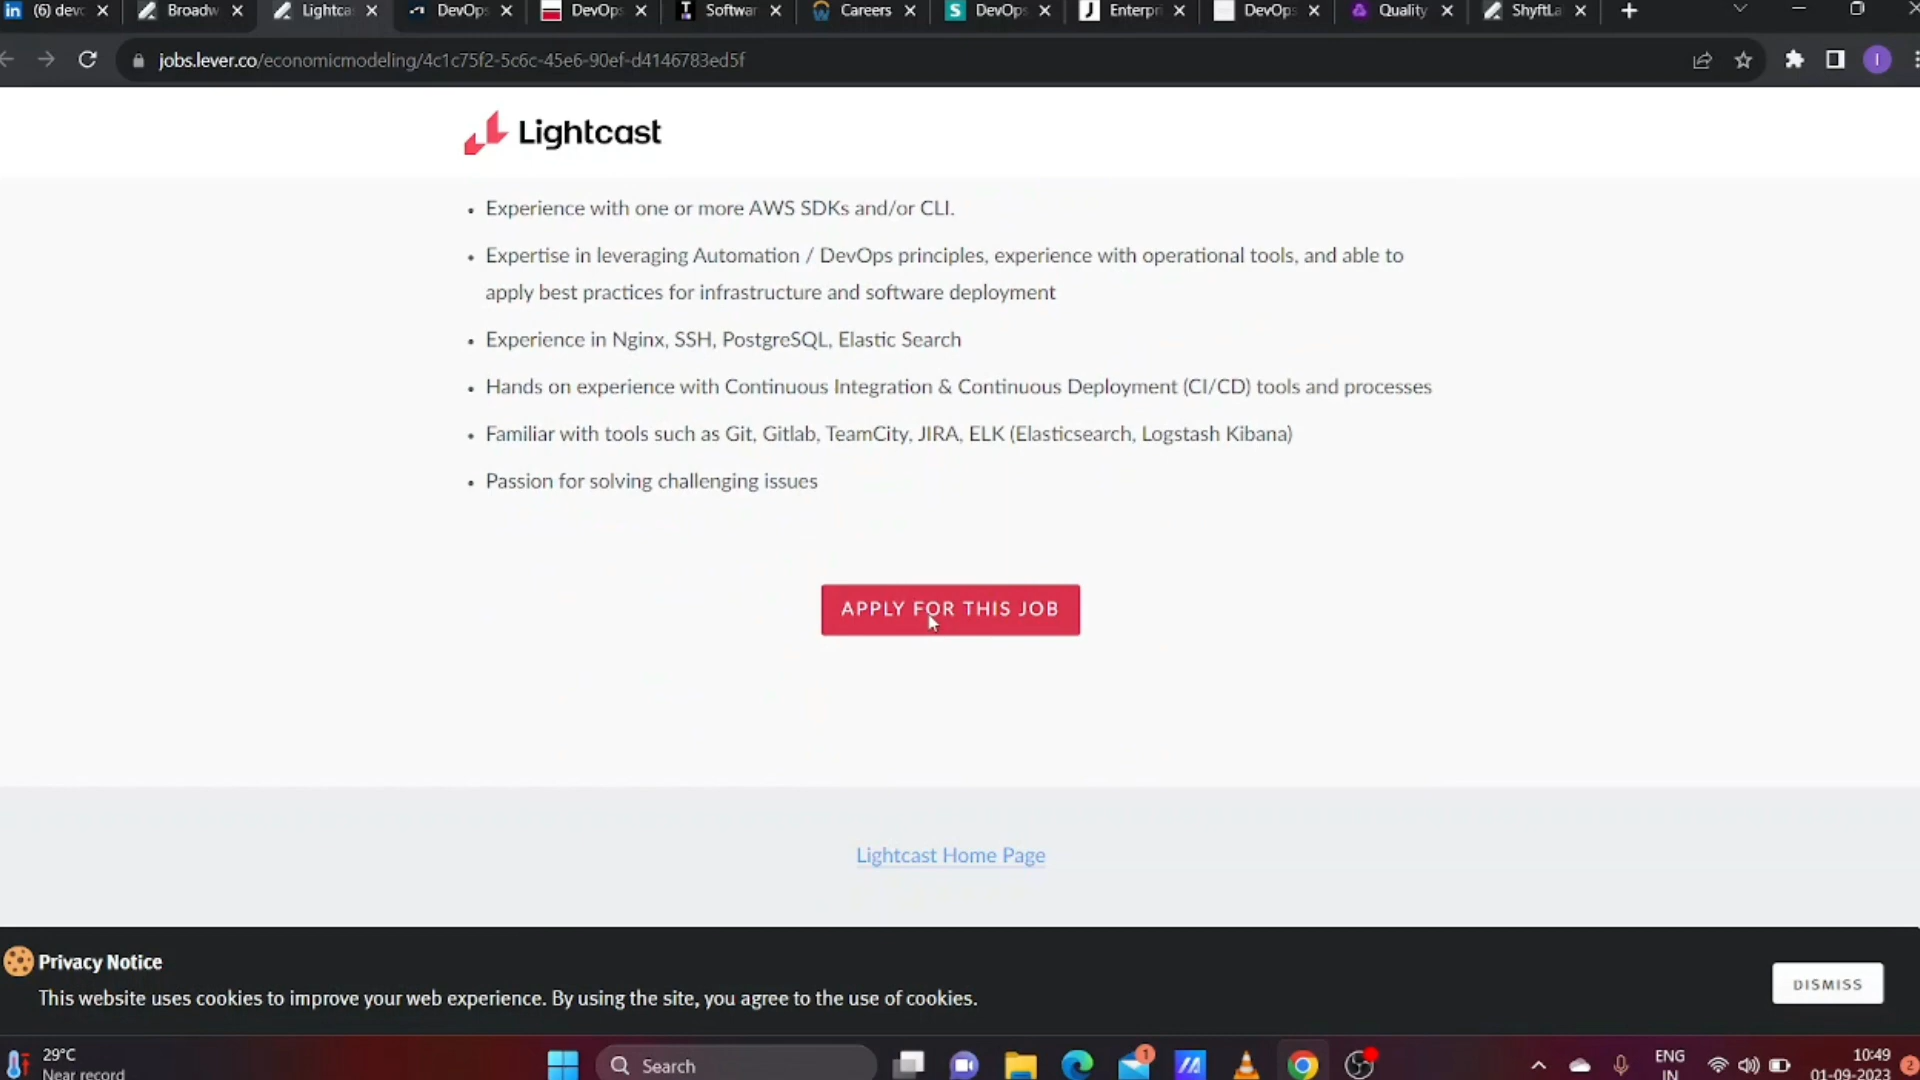 in (6) devc
Broadw
Lightca
DevOps
DevOps
Softwar
Careers
S DevOps
J Enterpr
DevOps
Quality
ShyftLa
jobs.lever.co/economicmodeling/4c1c75f2-5c6c-45e6-90ef-d4146783ed5f
I
Lightcast
• Experience with one or more AWS SDKs and/or CLI.
• Expertise in leveraging Automation / DevOps principles, experience with operational tools, and able to
apply best practices for infrastructure and software deployment
• Experience in Nginx, SSH, PostgreSQL, Elastic Search
• Hands on experience with Continuous Integration & Continuous Deployment (CI/CD) tools and processes
• Familiar with tools such as Git, Gitlab, TeamCity, JIRA, ELK (Elasticsearch, Logstash Kibana)
• Passion for solving challenging issues
APPLY FOR THIS JOB
Lightcast Home Page
Privacy Notice
This website uses cookies to improve your web experience. By using the site, you agree to the use of cookies.
DISMISS
29°C
Near record
Search
1
ENG
IN
10:49
01-09-2023
2